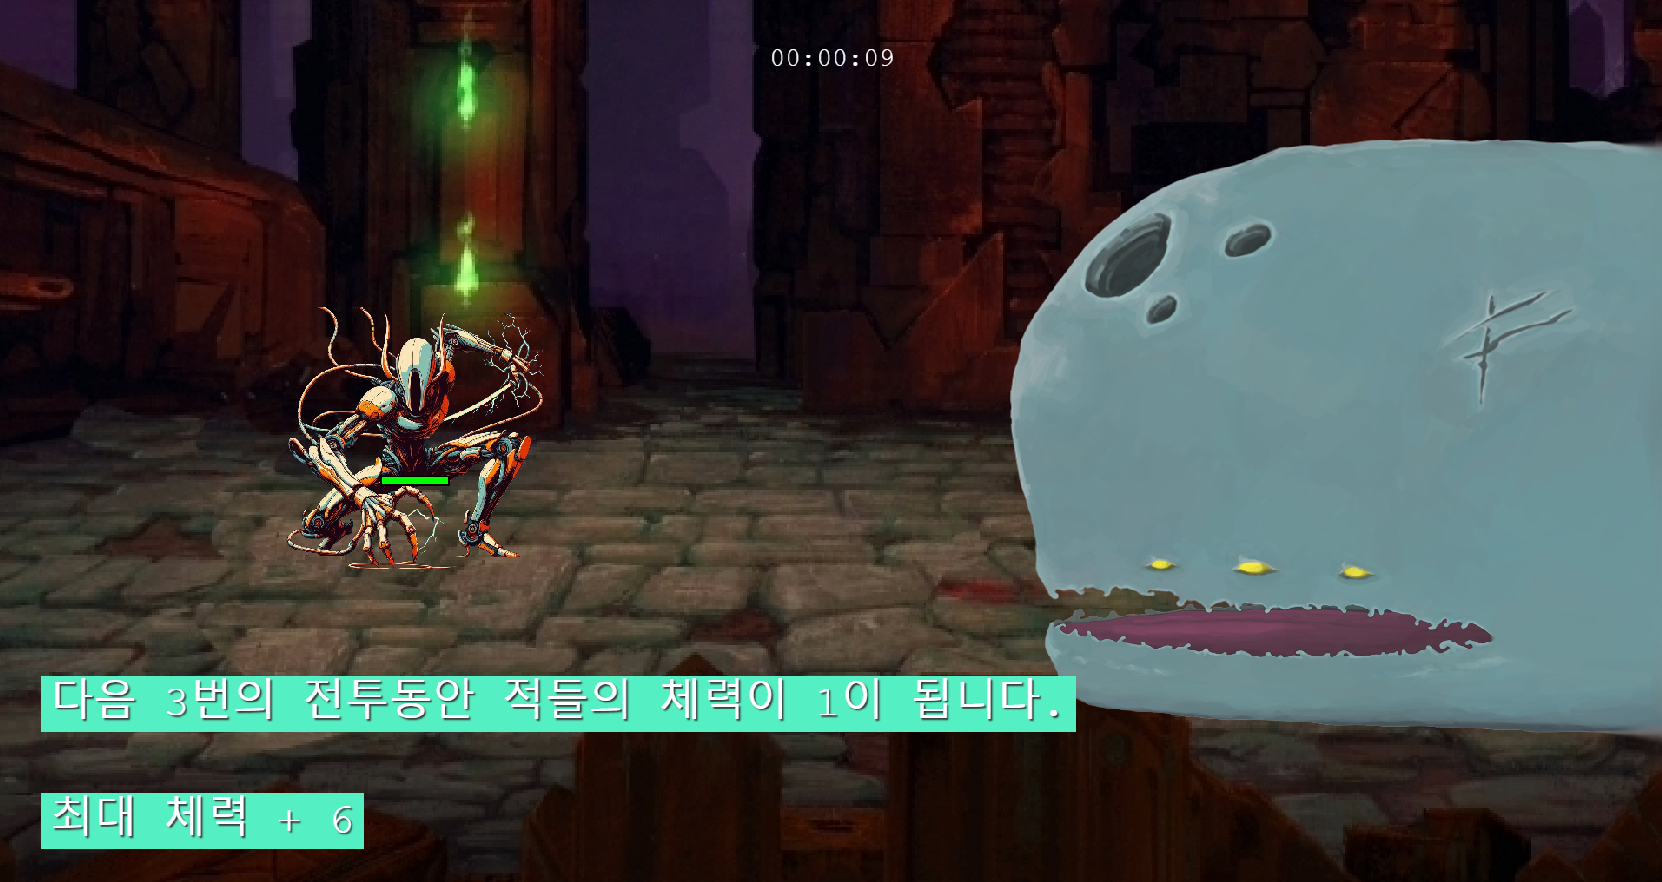 00:00:09
다음 3번의 전투동안 적들의 체력이 1이 됩니다.
최대 체력 + 6